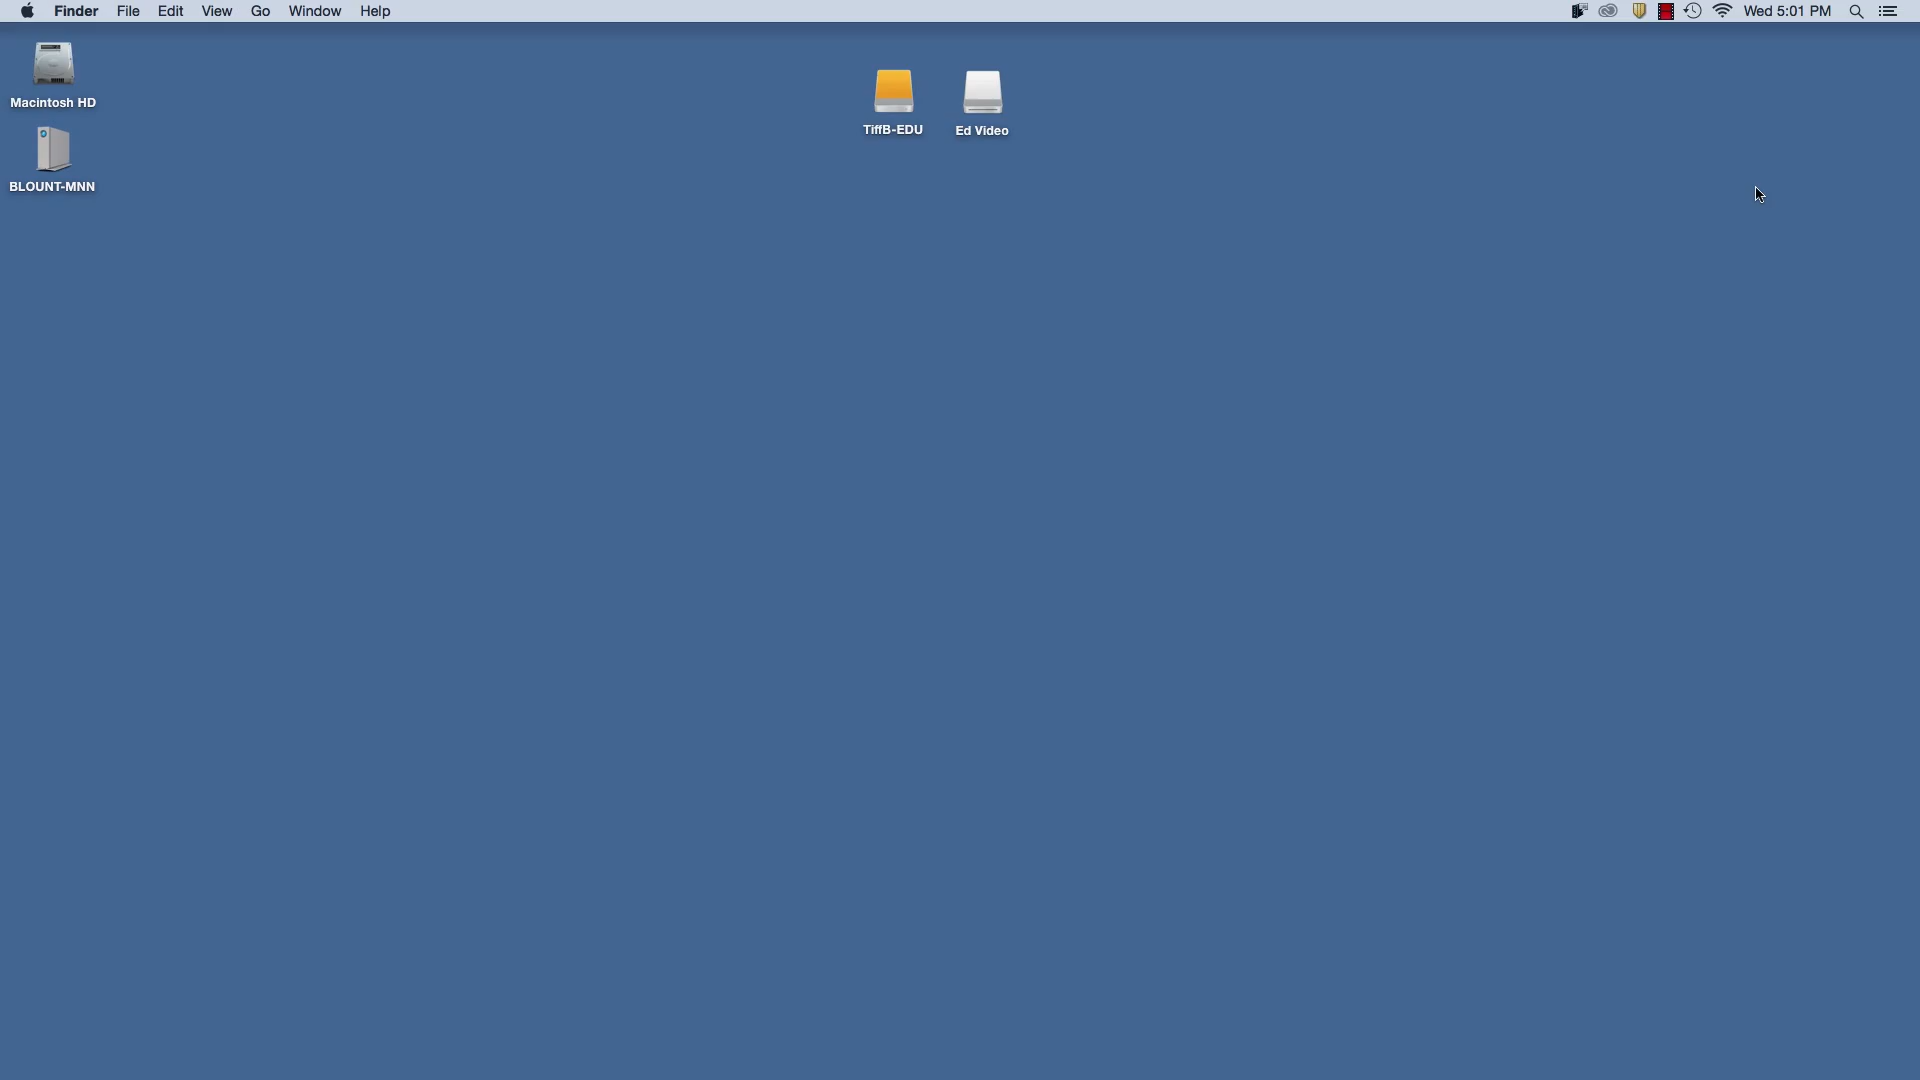 Finder File Edit View Go Window Help Wed 5:01 PM
Macintosh HD
TiffB-EDU Ed Video
BLOUNT-MNN